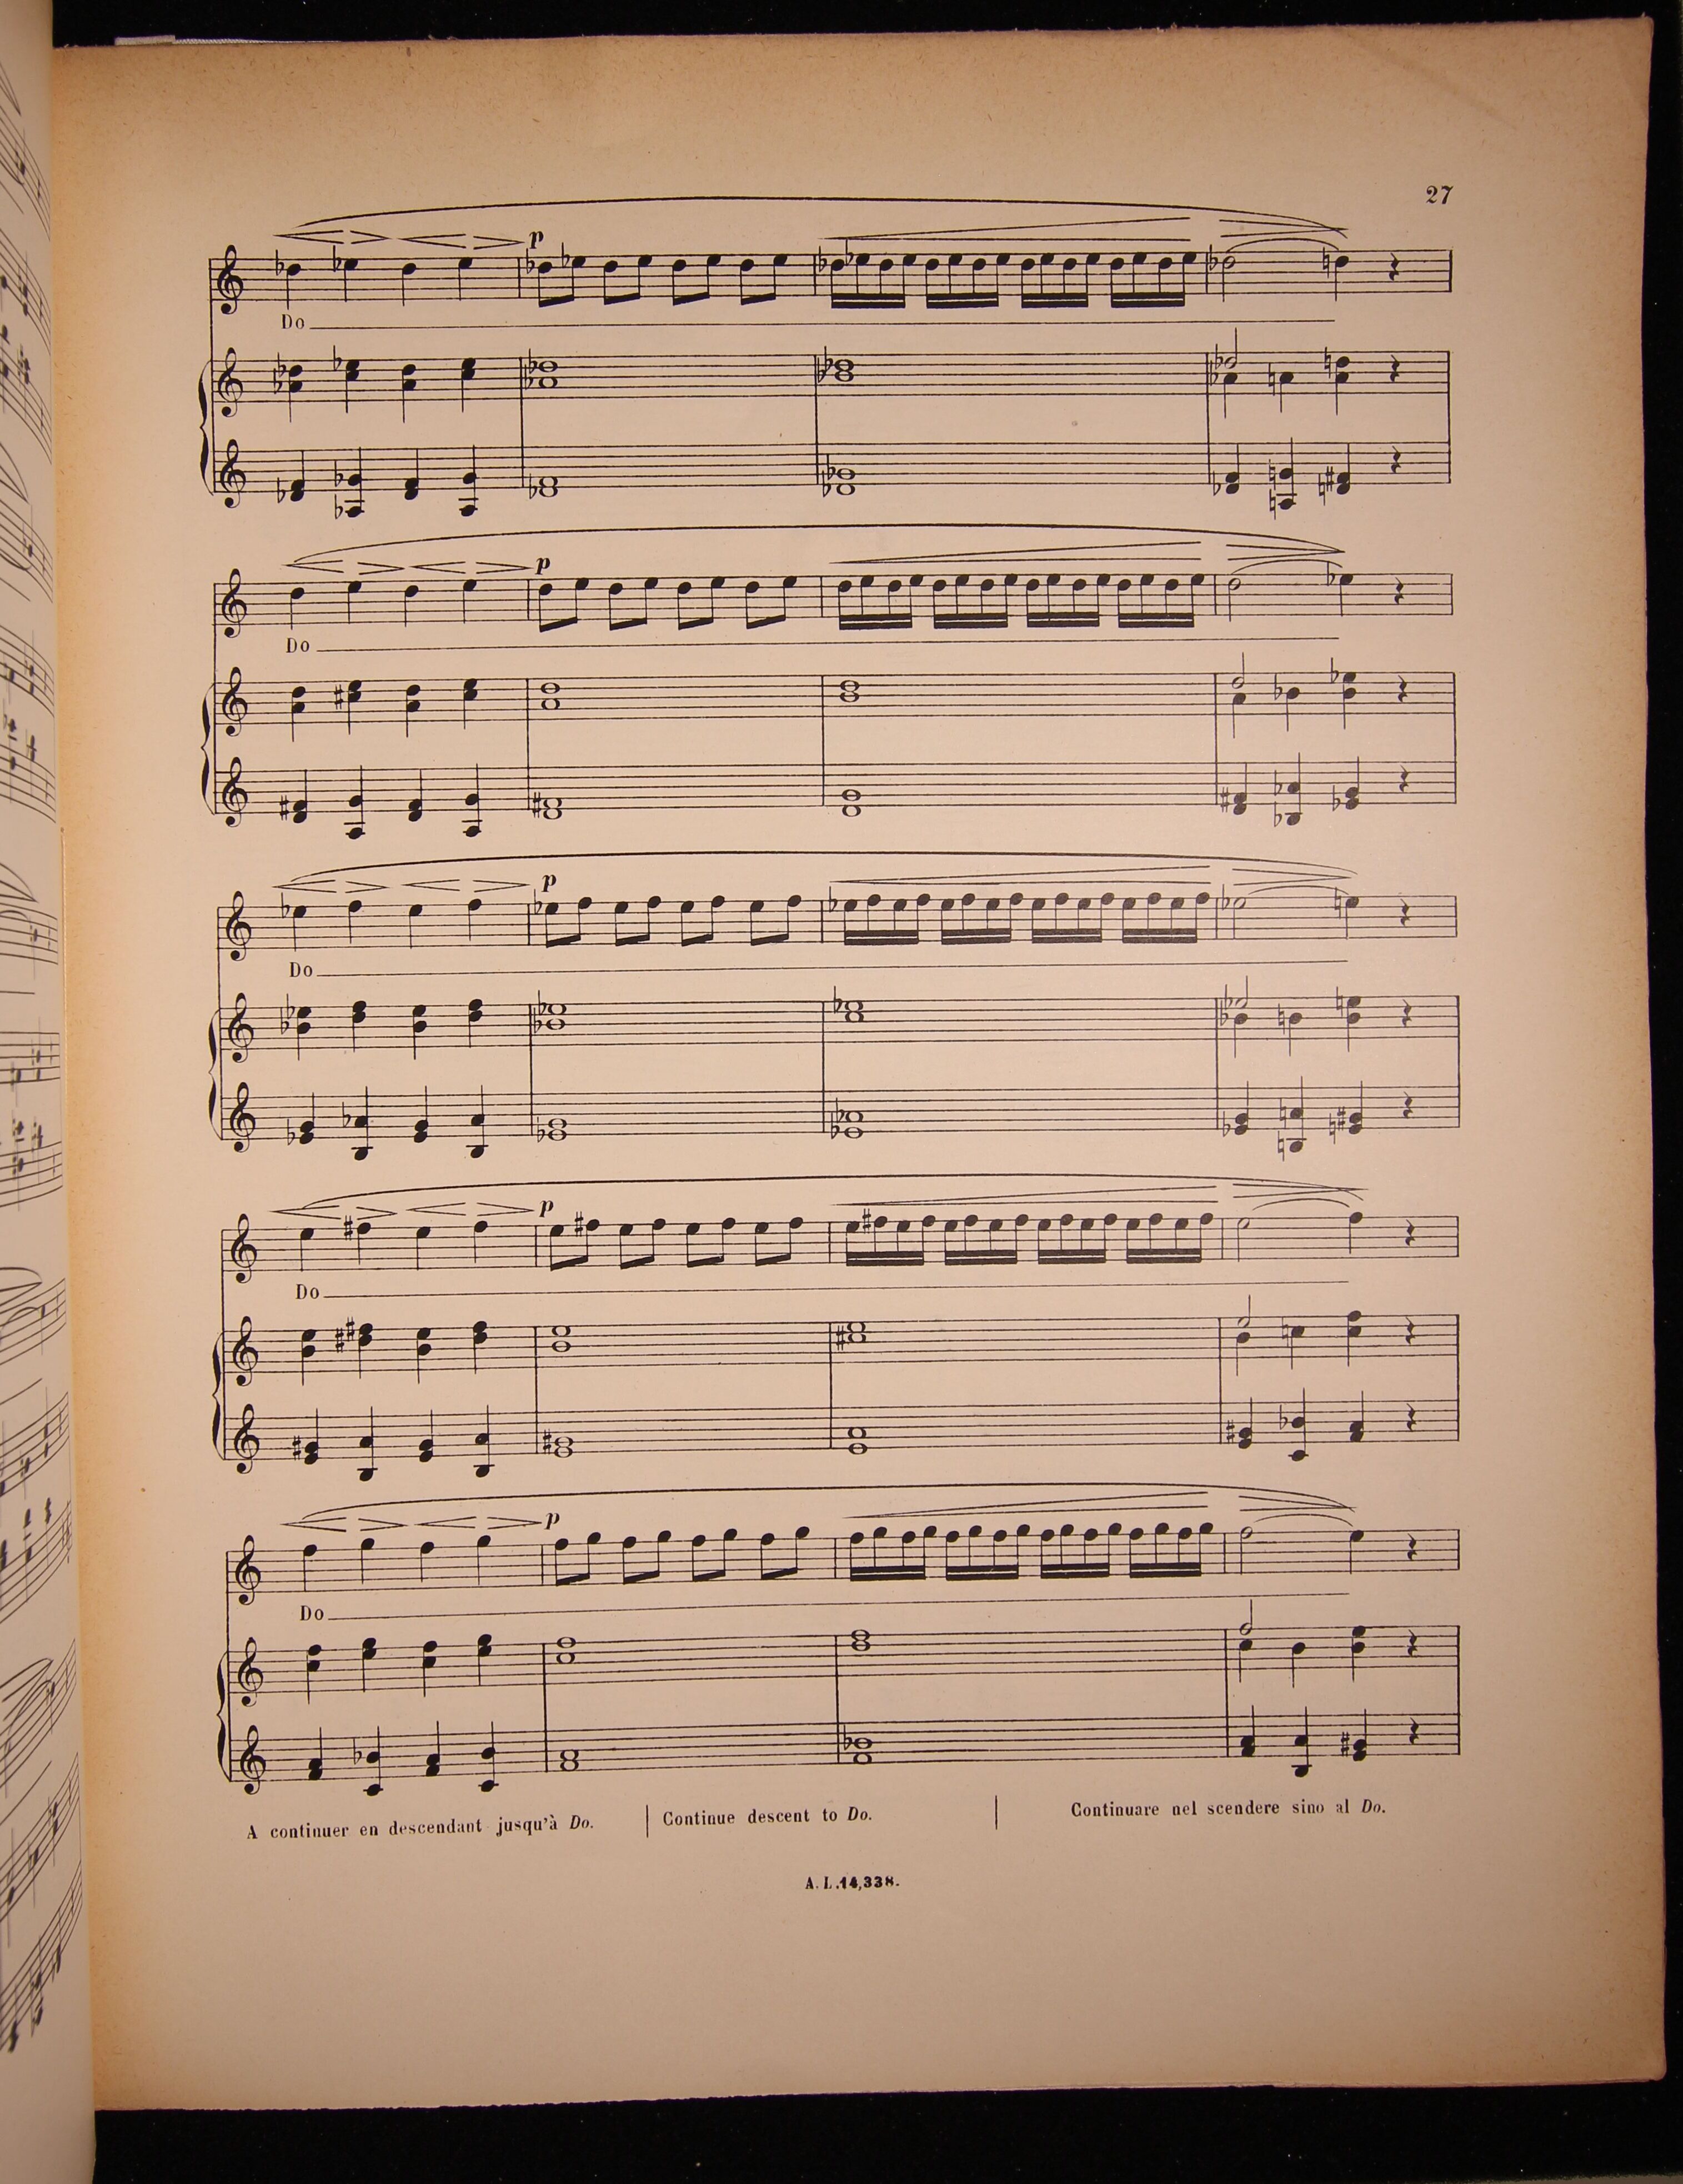 27
p
Do
p
Do
p
Do
p
Do
p
Do
A continuer en descendant jusqu'à Do. | Continue descent to Do. | Continuare nel scendere sino al Do.
A. L. 14,338.